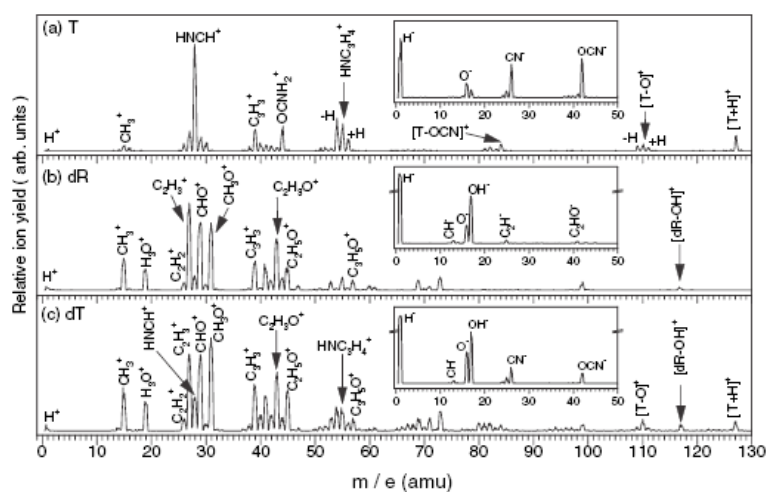 Relative ion yield ( arb. units)
(a) T
H⁺
CH₃⁺
HNCH⁺
C₃H₃⁺
OCNH₂⁺
-H
HNC₃H₄⁺
+H
[T-OCN]⁺
-H
[T-O]⁺
+H
[T+H]⁺
H⁻
O⁻
CN⁻
OCN⁻
0 10 20 30 40 50
(b) dR
H⁺
CH₃⁺
H₃O⁺
C₂H₂⁺
C₂H₃⁺
CHO⁺
CH₃O⁺
C₃H₃⁺
C₂H₃O⁺
C₂H₅O⁺
C₃H₅O⁺
[dR-OH]⁺
H⁻
CH⁻
O⁻
OH⁻
C₂H⁻
C₂HO⁻
0 10 20 30 40 50
(c) dT
H⁺
CH₃⁺
H₃O⁺
C₂H₂⁺
HNCH⁺
C₂H₃⁺
CHO⁺
CH₃O⁺
C₃H₃⁺
C₂H₃O⁺
C₂H₅O⁺
HNC₃H₄⁺
C₃H₅O⁺
[T-O]⁺
[dR-OH]⁺
[T+H]⁺
H⁻
CH⁻
O⁻
OH⁻
CN⁻
OCN⁻
0 10 20 30 40 50
0 10 20 30 40 50 60 70 80 90 100 110 120 130
m / e (amu)